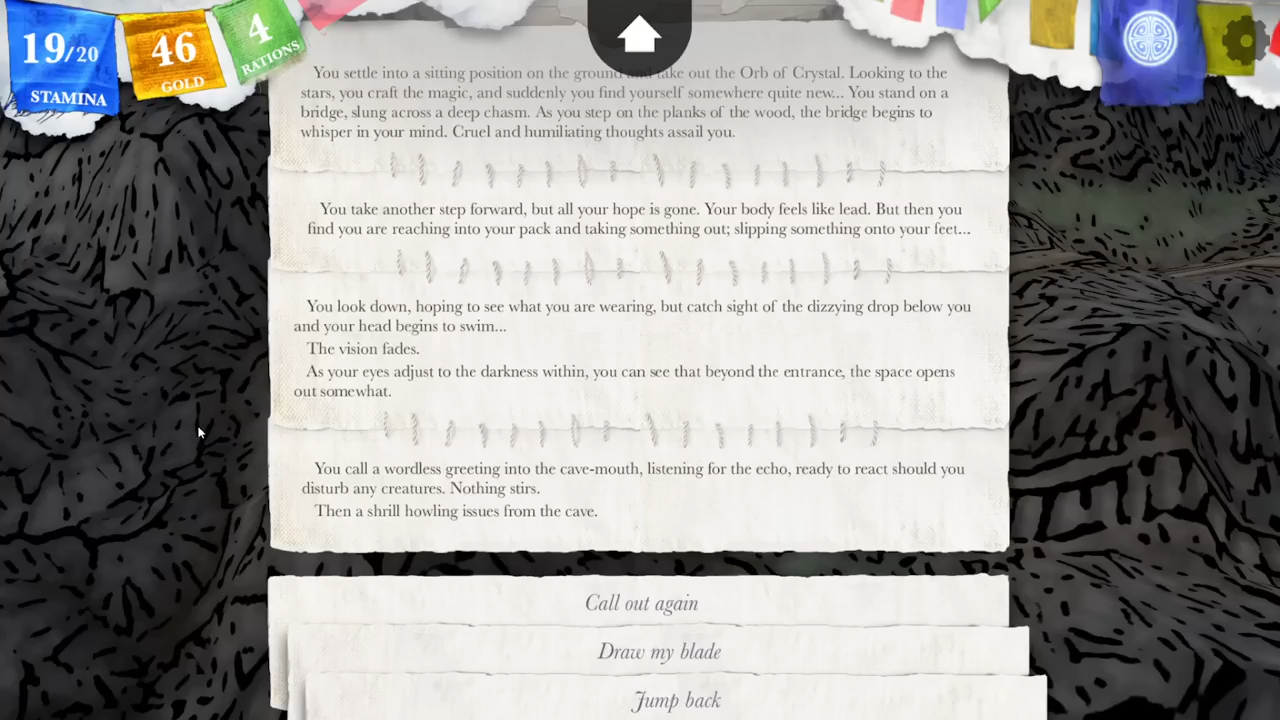 19/20
STAMINA
46
GOLD
4
RATIONS
You settle into a sitting position on the ground and take out the Orb of Crystal. Looking to the
stars, you craft the magic, and suddenly you find yourself somewhere quite new... You stand on a
bridge, slung across a deep chasm. As you step on the planks of the wood, the bridge begins to
whisper in your mind. Cruel and humiliating thoughts assail you.
You take another step forward, but all your hope is gone. Your body feels like lead. But then you
find you are reaching into your pack and taking something out; slipping something onto your feet...
You look down, hoping to see what you are wearing, but catch sight of the dizzying drop below you
and your head begins to swim...
The vision fades.
As your eyes adjust to the darkness within, you can see that beyond the entrance, the space opens
out somewhat.
You call a wordless greeting into the cave-mouth, listening for the echo, ready to react should you
disturb any creatures. Nothing stirs.
Then a shrill howling issues from the cave.
Call out again
Draw my blade
Jump back